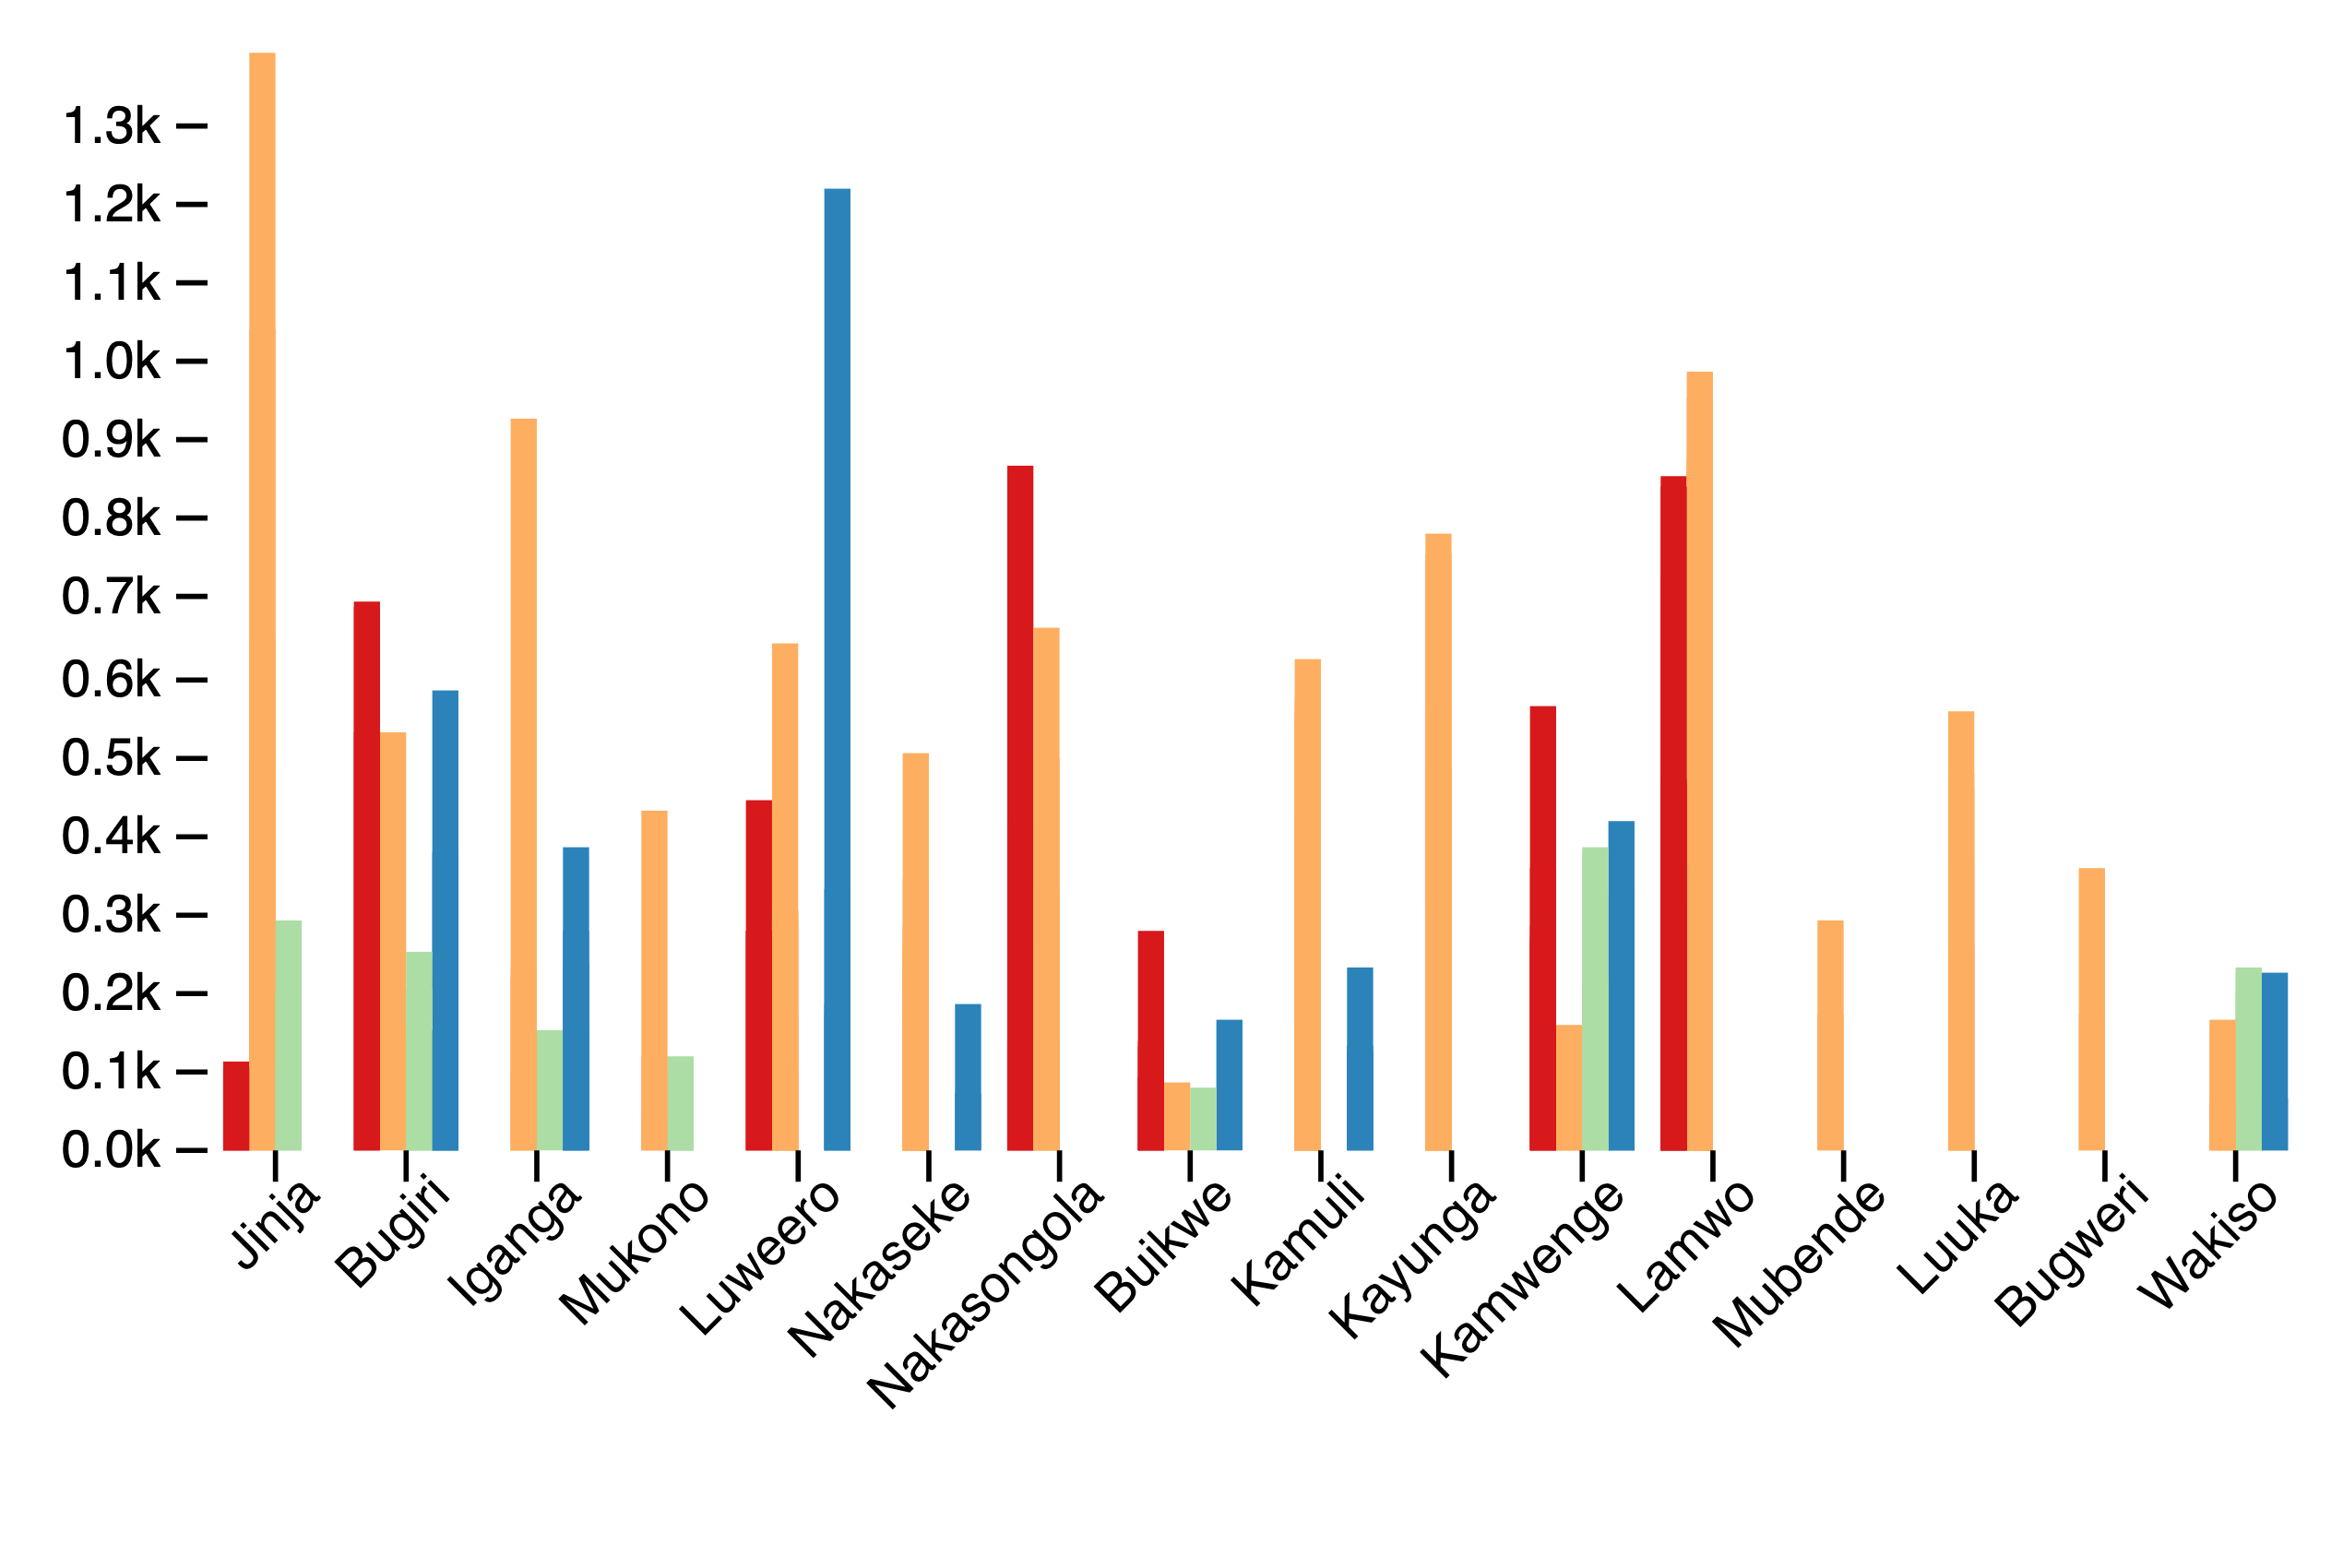 1.3k
1.2k
1.1k
1.0k
0.9k
0.8k
0.7k
0.6k
0.5k
0.4k
0.3k
0.2k
0.1k
0.0k
Jinja
Bugiri
Iganga
Mukono
Luweero
Nakaseke
Nakasongola
Buikwe
Kamuli
Kayunga
Kamwenge
Lamwo
Mubende
Luuka
Bugweri
Wakiso